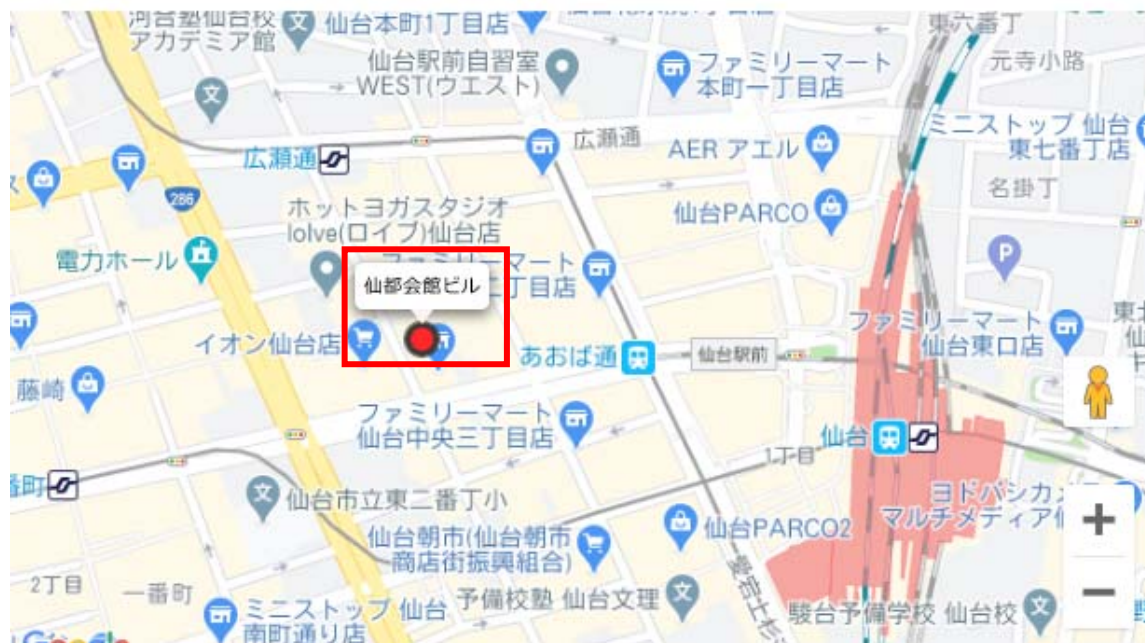 河合塾仙台校
アカデミア館
仙台本町1丁目店
東六番丁
仙台駅前自習室
WEST(ウエスト)
ファミリーマート
本町一丁目店
元寺小路
広瀬通
広瀬通
AER アエル
ミニストップ 仙台
東七番丁店
286
ホットヨガスタジオ
loIve(ロイブ)仙台店
仙台PARCO
名掛丁
電力ホール
ファミリーマート
二丁目店
仙都会館ビル
P
イオン仙台店
あおば通
仙台駅前
ファミリーマート
仙台東口店
藤崎
ファミリーマート
仙台中央三丁目店
仙台
1丁目
番町
仙台市立東二番丁小
ヨドバシカメ
マルチメディア仙
仙台朝市(仙台朝市
商店街振興組合)
仙台PARCO2
2丁目
一番町
ミニストップ 仙台
南町通り店
予備校塾 仙台文理
愛宕上杉
駿台予備学校 仙台校